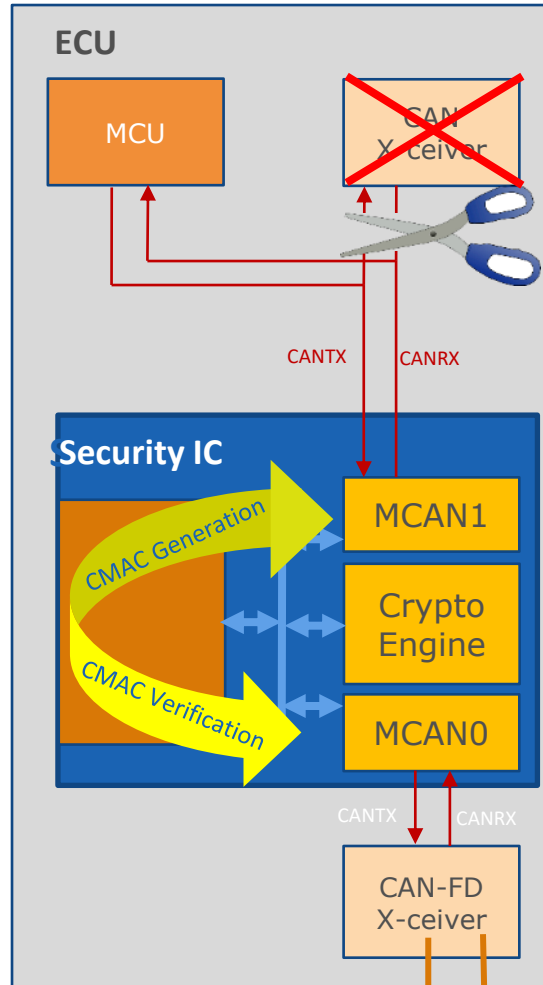 ECU
MCU
CAN
X-ceiver
CANTX
CANRX
Security IC
CMAC Generation
MCAN1
Crypto
Engine
CMAC Verification
MCAN0
CANTX
CANRX
CAN-FD
X-ceiver